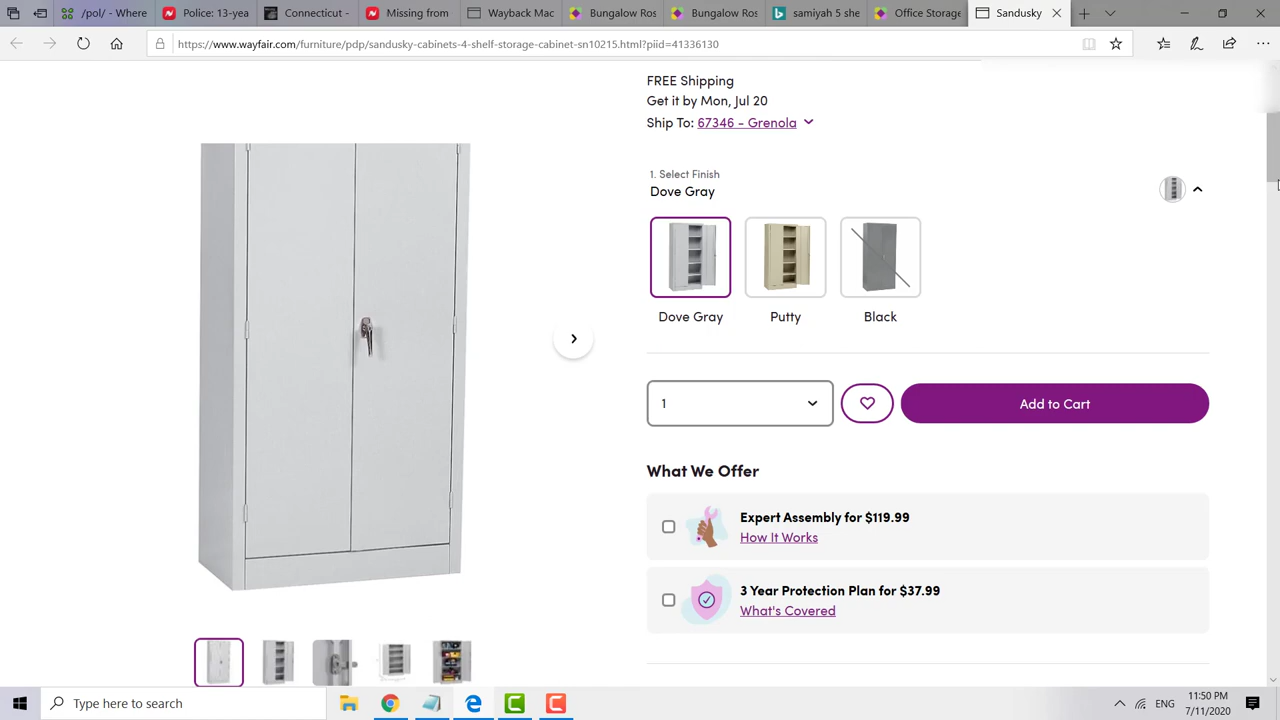 /pol/ - Whave
Police: 13-yea
Connecticut -
Missing from
Wayback Mac
Bungalow Ros
Bungalow Ros
samiyah 5 she
Office Storage
Sandusky
https://www.wayfair.com/furniture/pdp/sandusky-cabinets-4-shelf-storage-cabinet-sn10215.html?piid=41336130
FREE Shipping
Get it by Mon, Jul 20
Ship To: 67346 - Grenola
1. Select Finish
Dove Gray
Dove Gray
Putty
Black
1
Add to Cart
What We Offer
Expert Assembly for $119.99
How It Works
3 Year Protection Plan for $37.99
What's Covered
Type here to search
ENG
11:50 PM
7/11/2020